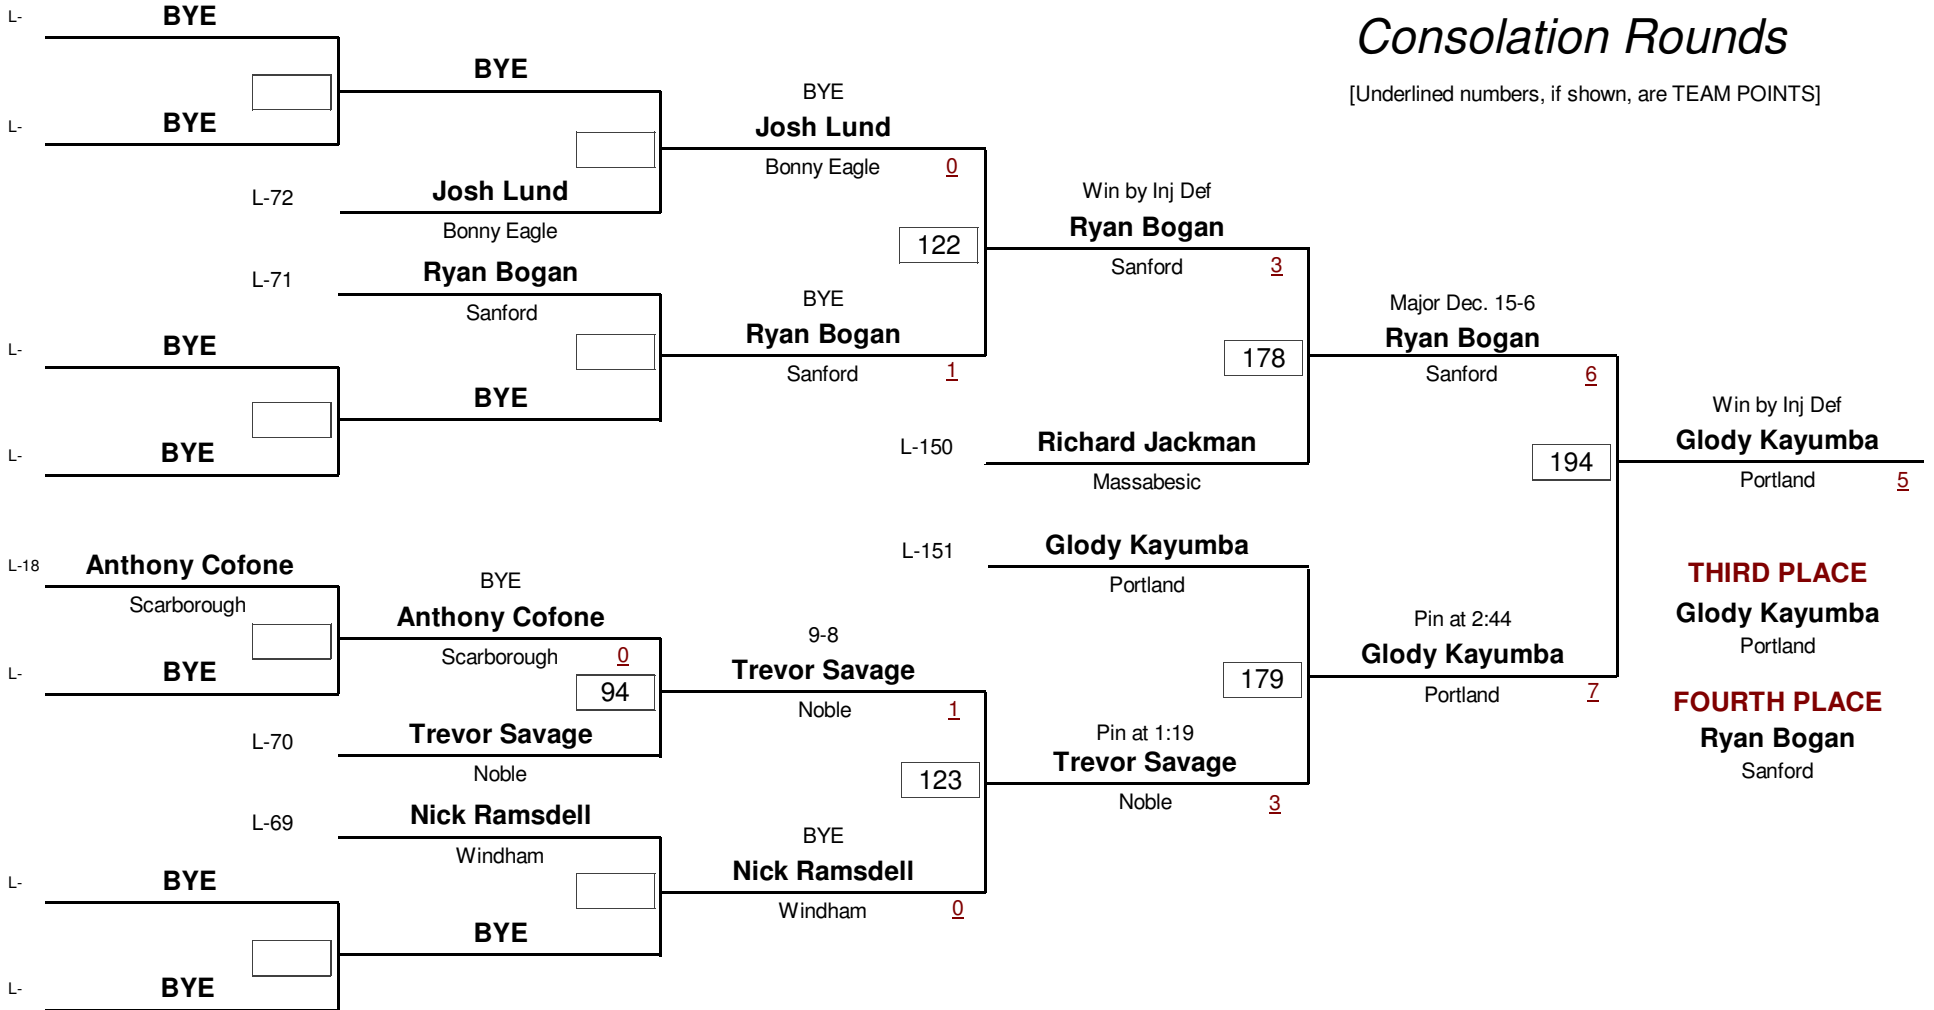 Consolation Rounds
[Underlined numbers, if shown, are TEAM POINTS]
L-
BYE
L-
BYE
BYE
L-72
Josh Lund
Bonny Eagle
BYE
Josh Lund
Bonny Eagle
0
L-71
Ryan Bogan
Sanford
L-
BYE
L-
BYE
BYE
BYE
Ryan Bogan
Sanford
1
122
Win by Inj Def
Ryan Bogan
Sanford
3
L-150
Richard Jackman
Massabesic
178
Major Dec. 15-6
Ryan Bogan
Sanford
6
L-18
Anthony Cofone
Scarborough
L-
BYE
BYE
Anthony Cofone
Scarborough
0
94
L-70
Trevor Savage
Noble
9-8
Trevor Savage
Noble
1
L-69
Nick Ramsdell
Windham
L-
BYE
L-
BYE
BYE
BYE
Nick Ramsdell
Windham
0
123
Pin at 1:19
Trevor Savage
Noble
3
L-151
Glody Kayumba
Portland
179
Pin at 2:44
Glody Kayumba
Portland
7
194
Win by Inj Def
Glody Kayumba
Portland
5
THIRD PLACE
Glody Kayumba
Portland
FOURTH PLACE
Ryan Bogan
Sanford